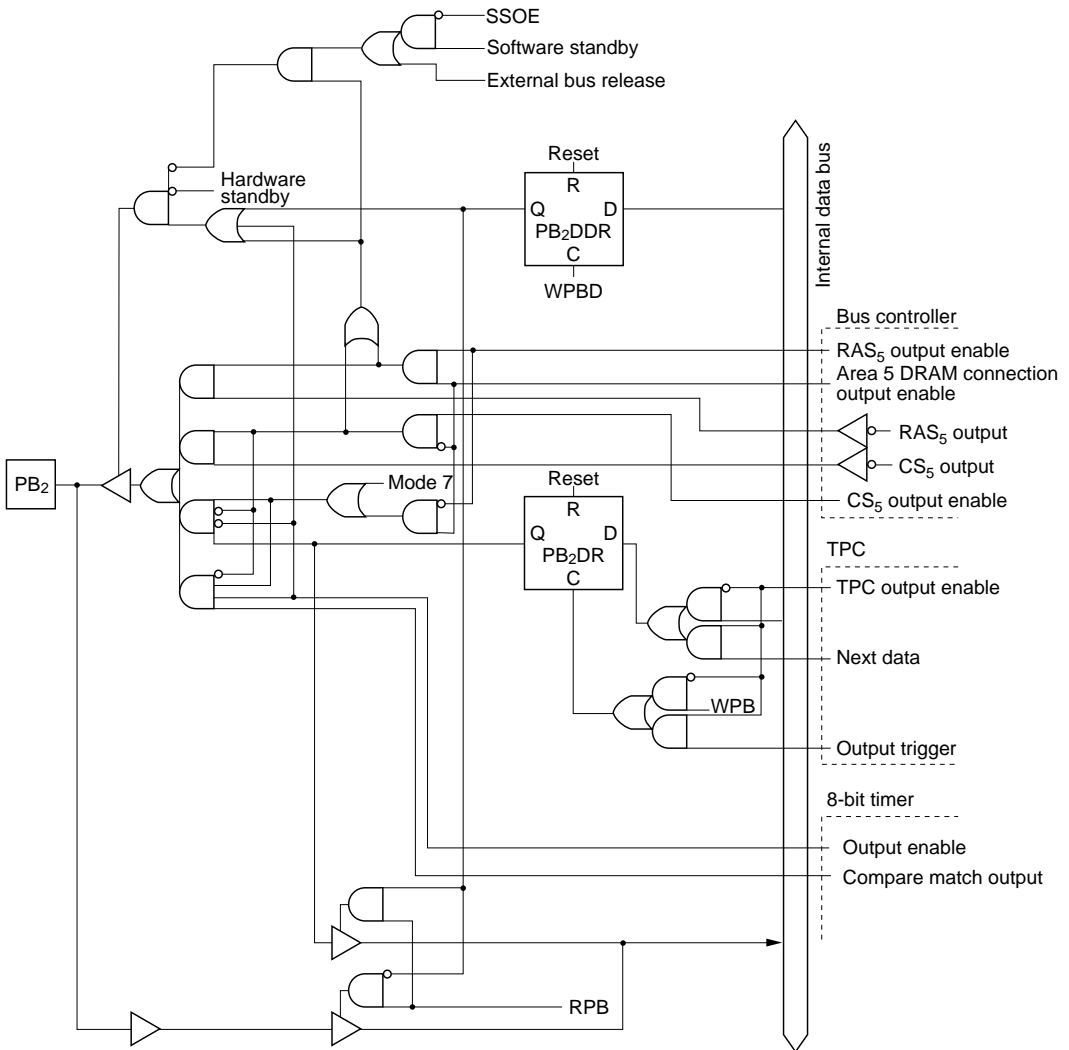 SSOE
Software standby
External bus release
Hardware
standby
Reset
R
Q D
PB2DDR
C
WPBD
Internal data bus
Bus controller
RAS5 output enable
Area 5 DRAM connection
output enable
RAS5 output
CS5 output
CS5 output enable
PB2
Mode 7
Reset
R
Q D
PB2DR
C
TPC
TPC output enable
Next data
WPB
Output trigger
8-bit timer
Output enable
Compare match output
RPB